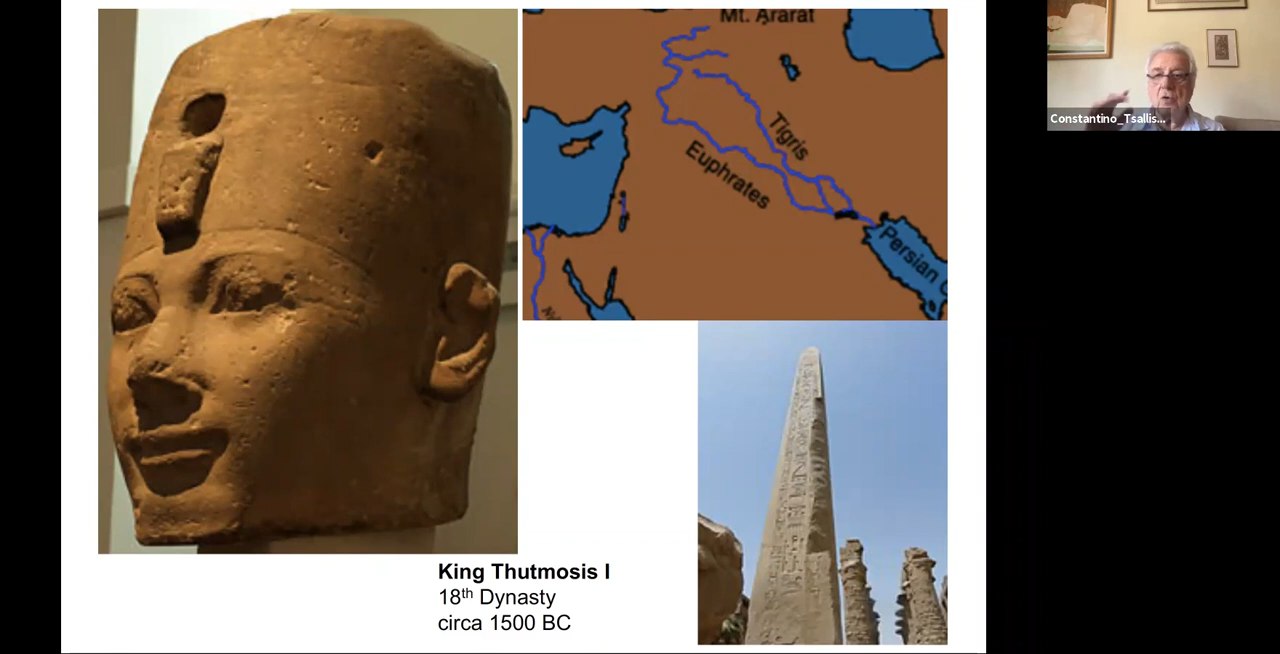 Mt. Ararat
Tigris
Euphrates
Persian
King Thutmosis I
18th Dynasty
circa 1500 BC
Constantino_Tsallis...